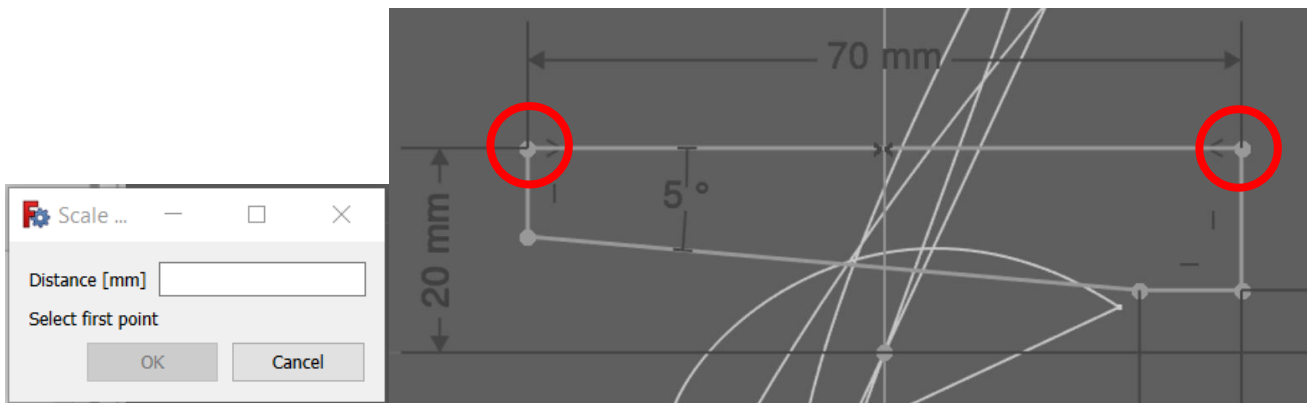 70 mm
5 °
20 mm
Scale ...
Distance [mm]
Select first point
OK Cancel